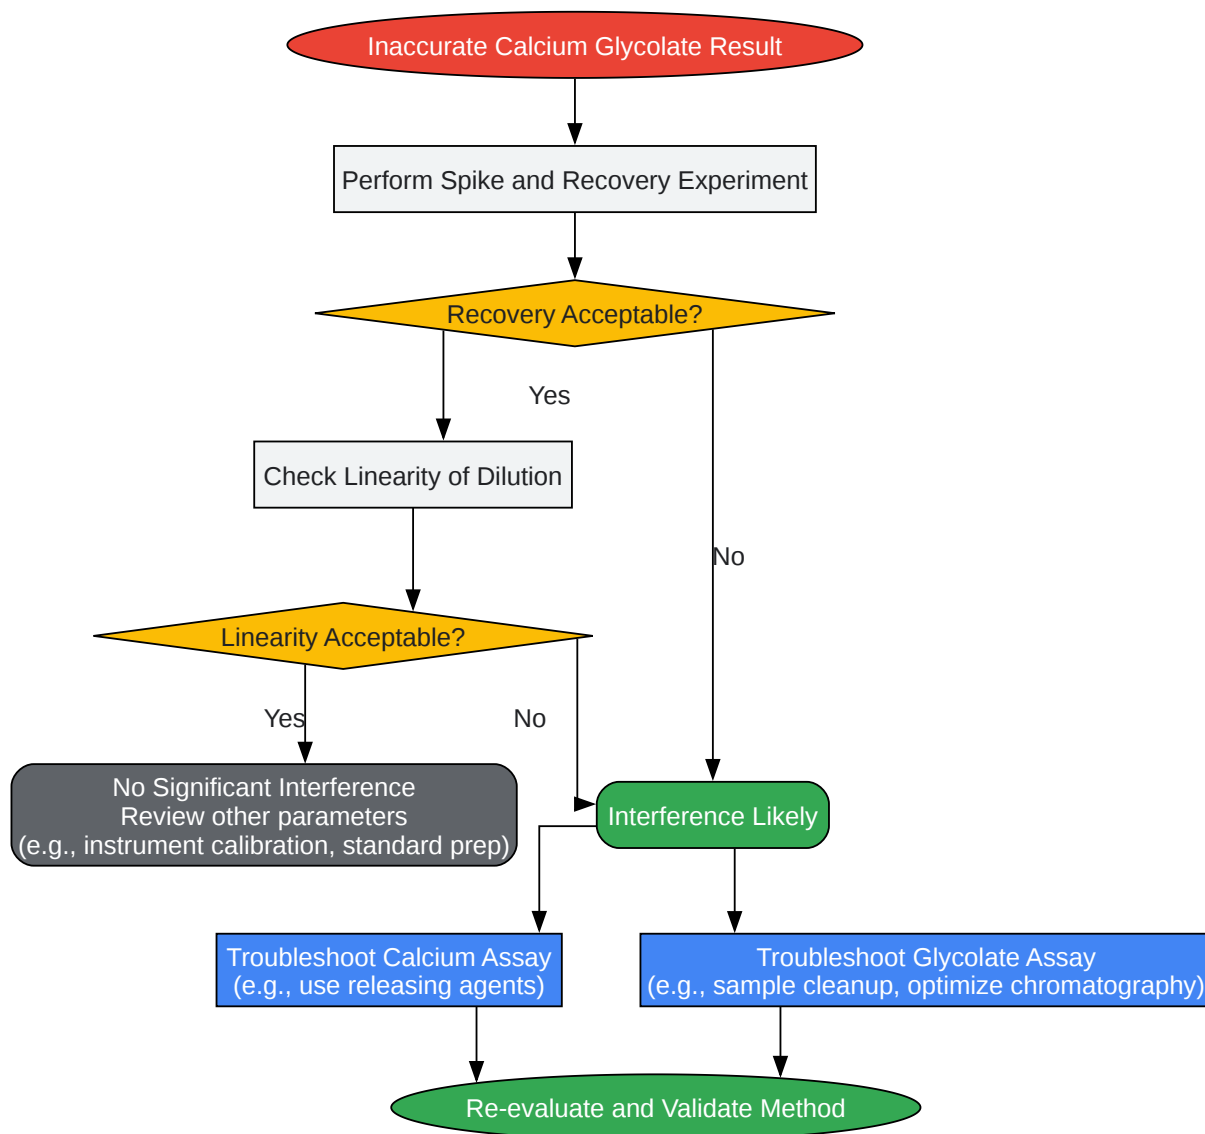 Inaccurate Calcium Glycolate Result
Perform Spike and Recovery Experiment
Recovery Acceptable?
Yes
Check Linearity of Dilution
No
Linearity Acceptable?
Yes
No
No Significant Interference
Review other parameters
(e.g., instrument calibration, standard prep)
Interference Likely
Troubleshoot Calcium Assay
(e.g., use releasing agents)
Troubleshoot Glycolate Assay
(e.g., sample cleanup, optimize chromatography)
Re-evaluate and Validate Method